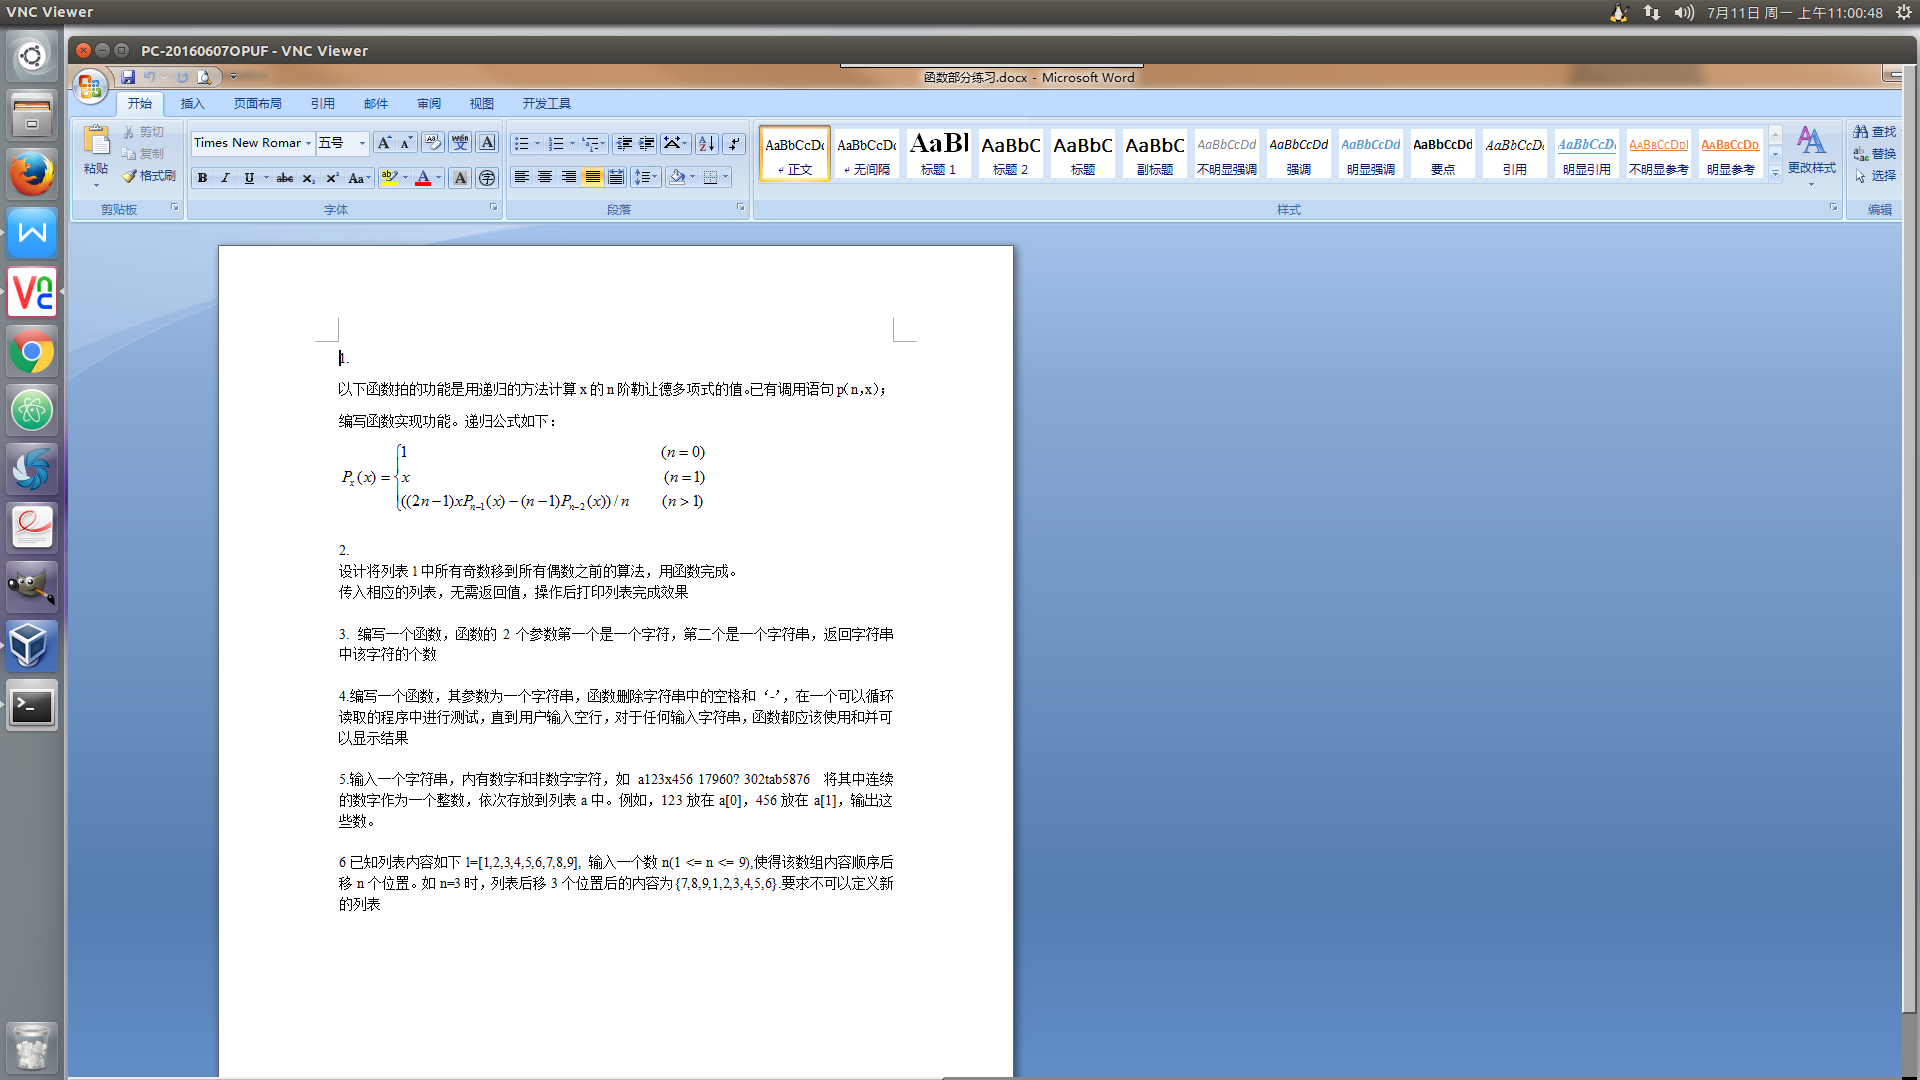 VNC Viewer
7月11日 周一 上午11:00:48
PC-20160607OPUF - VNC Viewer
函数部分练习.docx - Microsoft Word
开始 插入 页面布局 引用 邮件 审阅 视图 开发工具
粘贴
剪切
复制
格式刷
剪贴板
Times New Romar 五号
字体
段落
AaBbCcDc AaBbCcDc AaBl AaBbC AaBbC AaBbC AaBbCcDd AaBbCcDd AaBbCcDd AaBbCcDd AaBbCcDc AaBbCcDc AaBbCcDd AaBbCcDd
正文 无间隔 标题 1 标题 2 标题 副标题 不明显强调 强调 明显强调 要点 引用 明显引用 不明显参考 明显参考
更改样式
样式
查找
替换
选择
编辑
1.
以下函数拍的功能是用递归的方法计算 x 的 n 阶勒让德多项式的值。已有调用语句 p(n,x);
编写函数实现功能。递归公式如下:
1 (n = 0)
Pₓ(x) = x (n = 1)
((2n−1)xPₙ₋₁(x) − (n−1)Pₙ₋₂(x)) / n (n > 1)
2.
设计将列表 l 中所有奇数移到所有偶数之前的算法，用函数完成。
传入相应的列表，无需返回值，操作后打印列表完成效果
3. 编写一个函数，函数的 2 个参数第一个是一个字符，第二个是一个字符串，返回字符串
中该字符的个数
4.编写一个函数，其参数为一个字符串，函数删除字符串中的空格和‘-’，在一个可以循环
读取的程序中进行测试，直到用户输入空行，对于任何输入字符串，函数都应该使用和并可
以显示结果
5.输入一个字符串，内有数字和非数字字符，如 a123x456 17960? 302tab5876 将其中连续
的数字作为一个整数，依次存放到列表 a 中。例如，123 放在 a[0]，456 放在 a[1]，输出这
些数。
6 已知列表内容如下 l=[1,2,3,4,5,6,7,8,9], 输入一个数 n(1 <= n <= 9),使得该数组内容顺序后
移 n 个位置。如 n=3 时，列表后移 3 个位置后的内容为{7,8,9,1,2,3,4,5,6}.要求不可以定义新
的列表